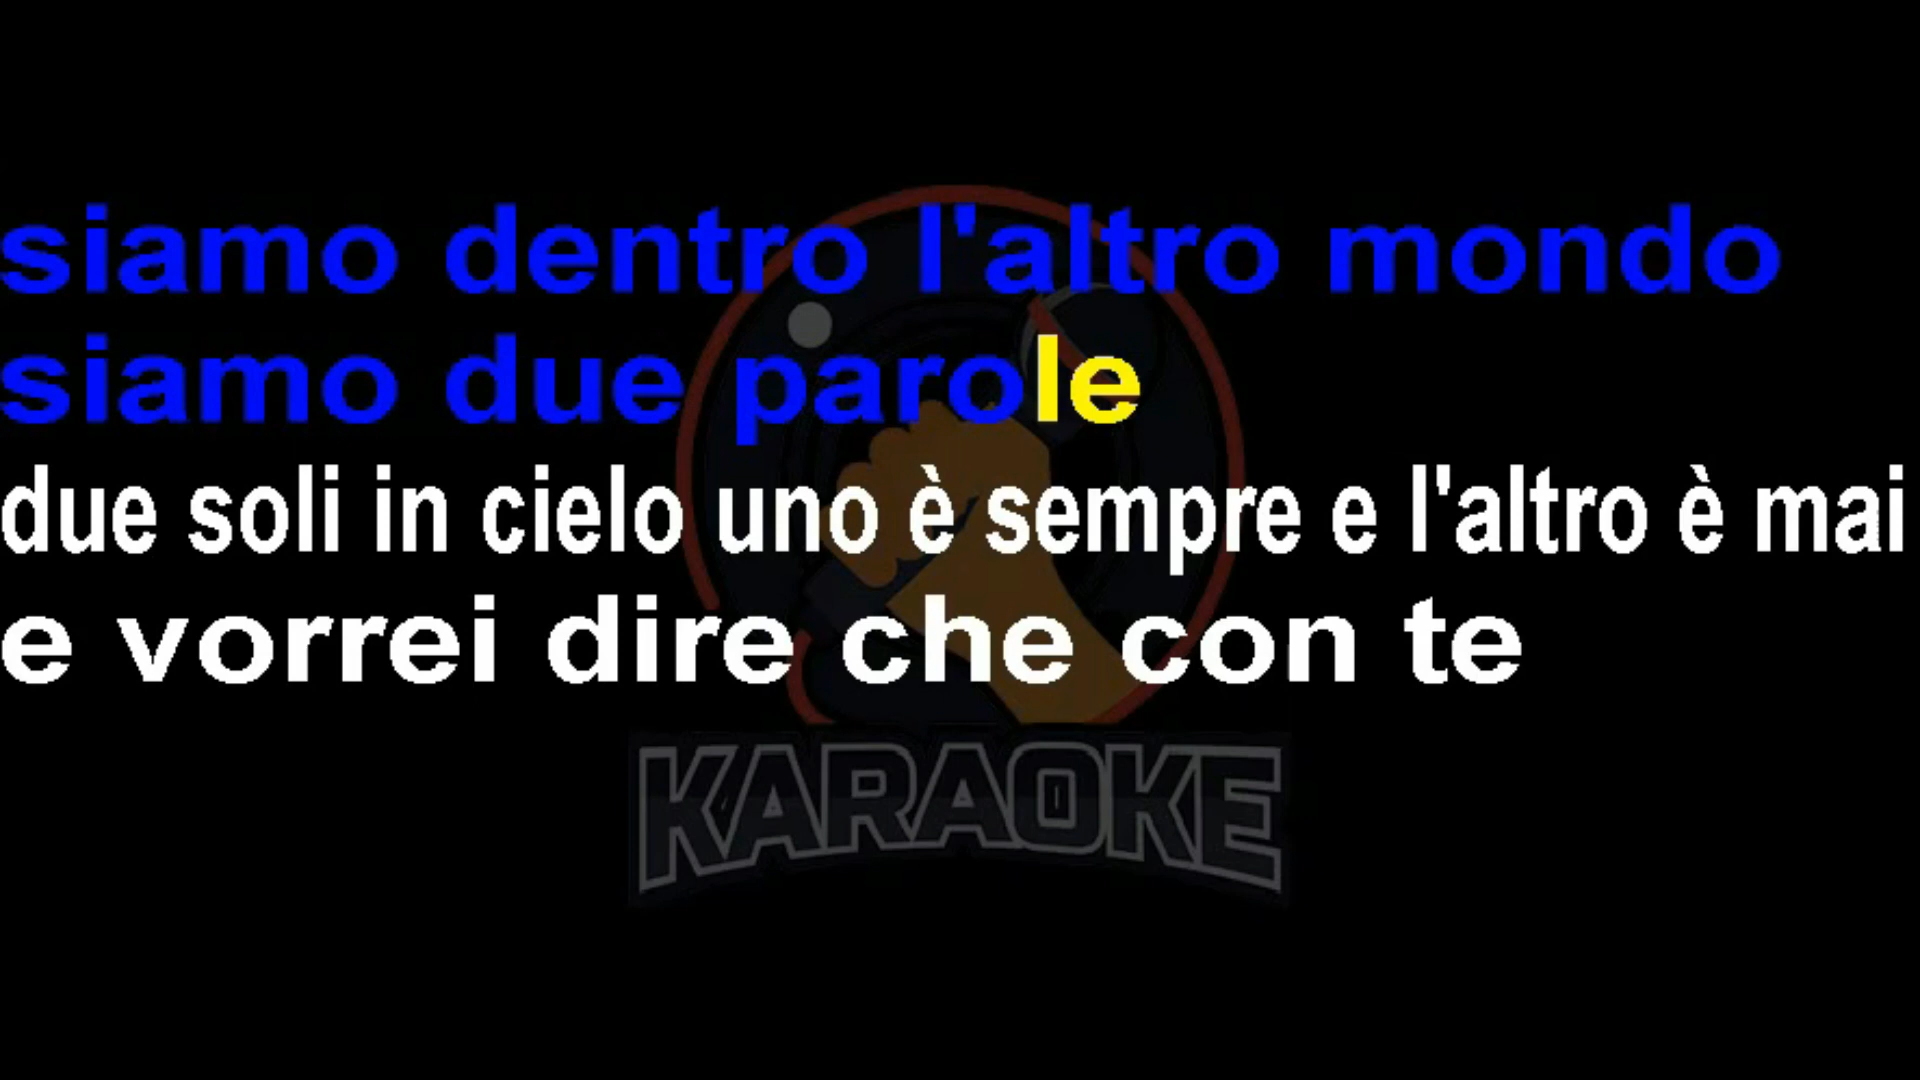 siamo dentro l'altro mondo
siamo due parole
due soli in cielo uno è sempre e l'altro è mai
e vorrei dire che con te
KARAOKE